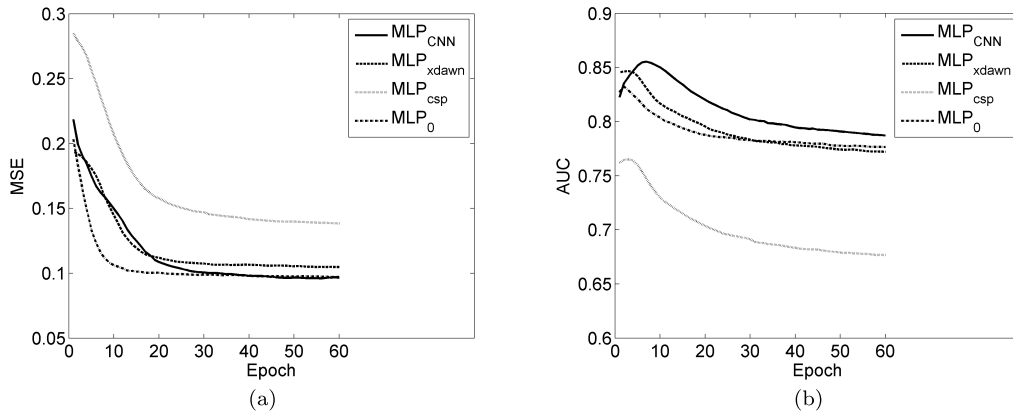 0.3
0.25
0.2
0.15
0.1
0.05
MSE
0 10 20 30 40 50 60
Epoch
MLP_CNN
MLP_xdawn
MLP_csp
MLP_0
(a)
0.9
0.85
0.8
0.75
0.7
0.65
0.6
AUC
0 10 20 30 40 50 60
Epoch
MLP_CNN
MLP_xdawn
MLP_csp
MLP_0
(b)